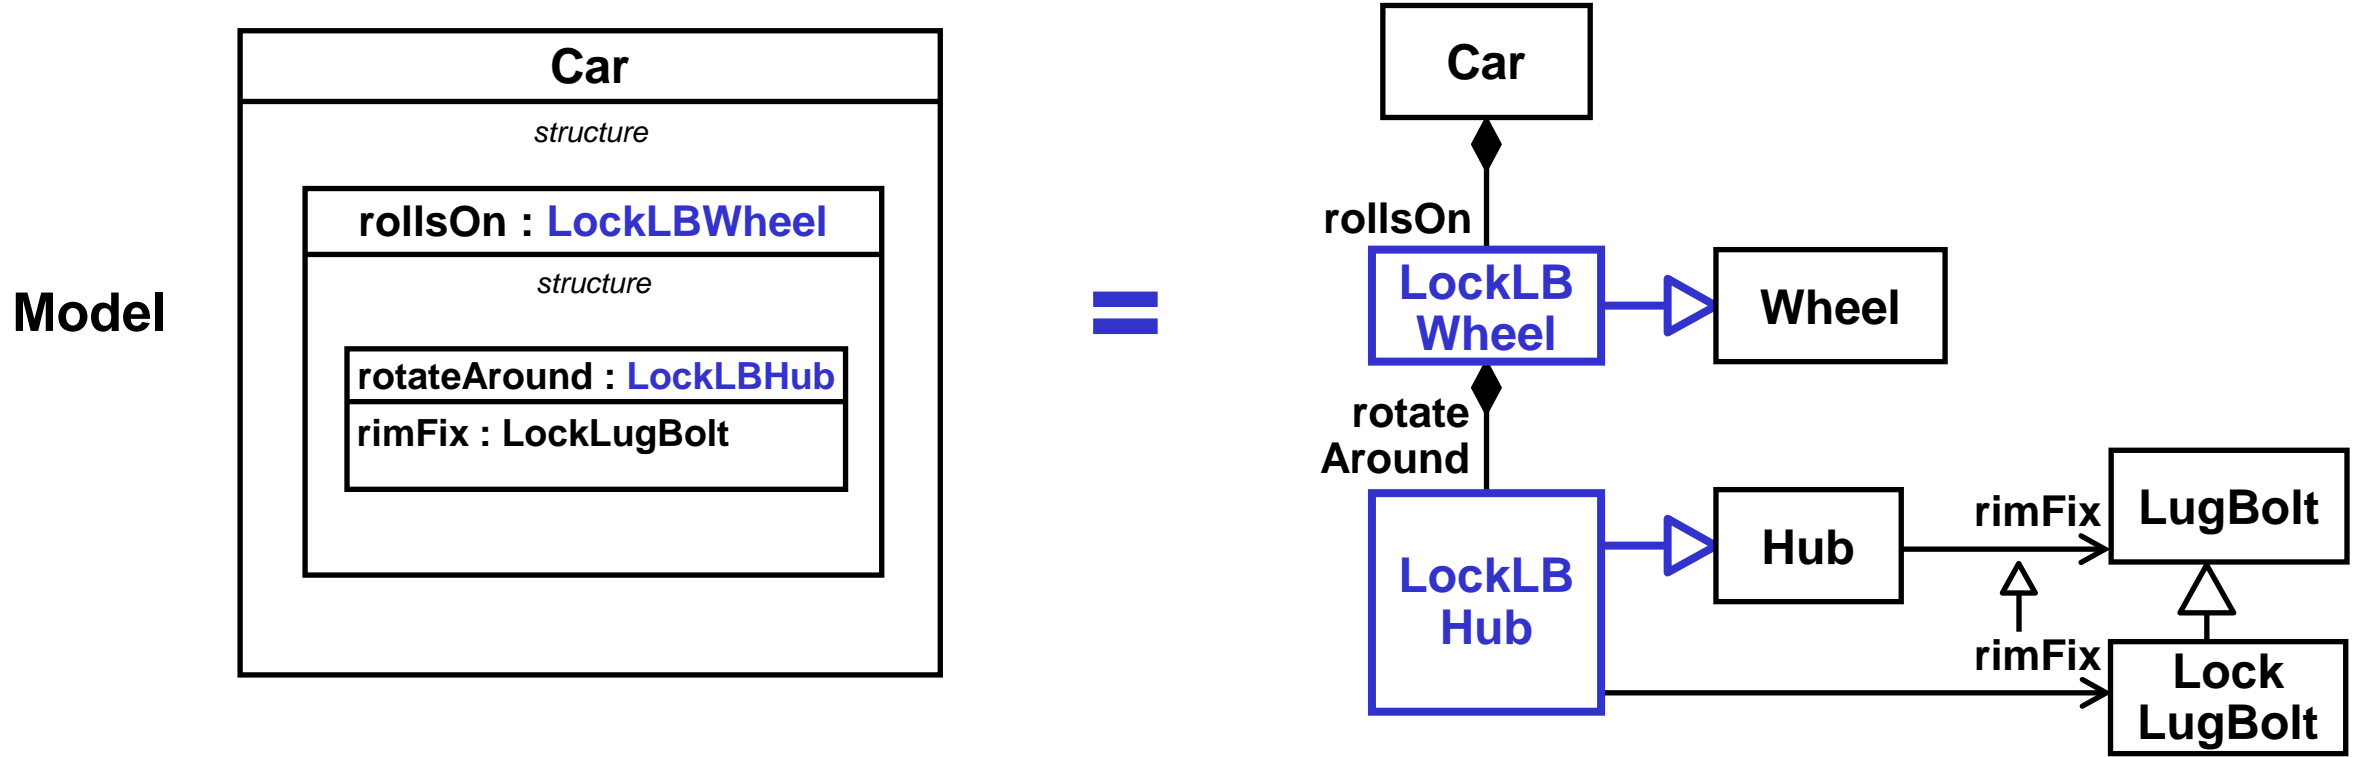 Model
Car
structure
rollsOn : LockLBWheel
structure
rotateAround : LockLBHub
rimFix : LockLugBolt
=
Car
rollsOn
LockLB
Wheel
Wheel
rotate
Around
LockLB
Hub
Hub
rimFix
LugBolt
rimFix
Lock
LugBolt